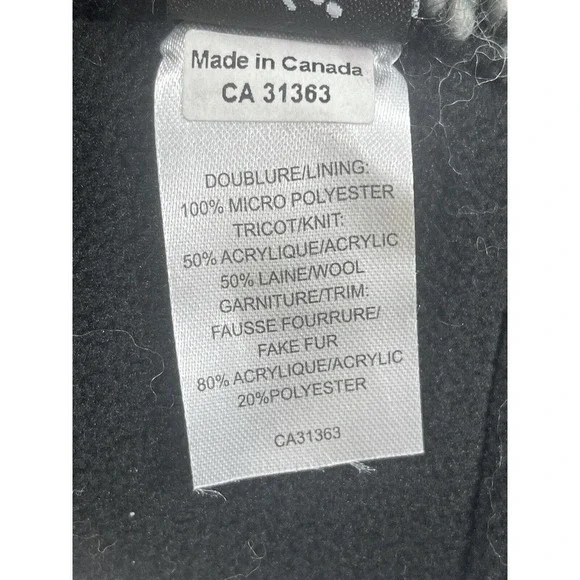 Made in Canada
CA 31363
DOUBLURE/LINING:
100% MICRO POLYESTER
TRICOT/KNIT:
50% ACRYLIQUE/ACRYLIC
50% LAINE/WOOL
GARNITURE/TRIM:
FAUSSE FOURRURE/
FAKE FUR
80% ACRYLIQUE/ACRYLIC
20%POLYESTER
CA31363